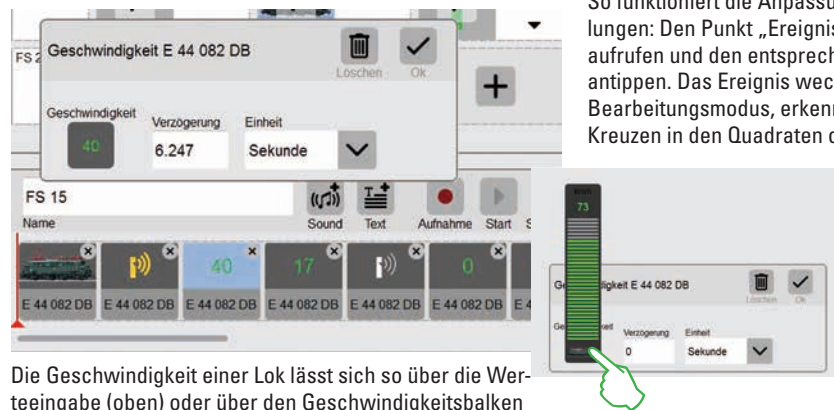 So funktioniert die Anpassu
lungen: Den Punkt „Ereignis
aufrufen und den entsprech
antippen. Das Ereignis wec
Bearbeitungsmodus, erkenn
Kreuzen in den Quadraten d
FS 2
Geschwindigkeit E 44 082 DB
Löschen
Ok
Geschwindigkeit
Verzögerung
Einheit
40
6.247
Sekunde
FS 15
Name
Sound
Text
Aufnahme
Start
S
40
17
0
E 44 082 DB
E 44 082 DB
E 44 082 DB
E 44 082 DB
E 44 082 DB
E 44 082 DB
E 4
73
Ge
igkeit E 44 082 DB
Löschen
Ok
Ge
keit
Verzögerung
Einheit
0
Sekunde
Die Geschwindigkeit einer Lok lässt sich so über die Wer-
teeingabe (oben) oder über den Geschwindigkeitsbalken